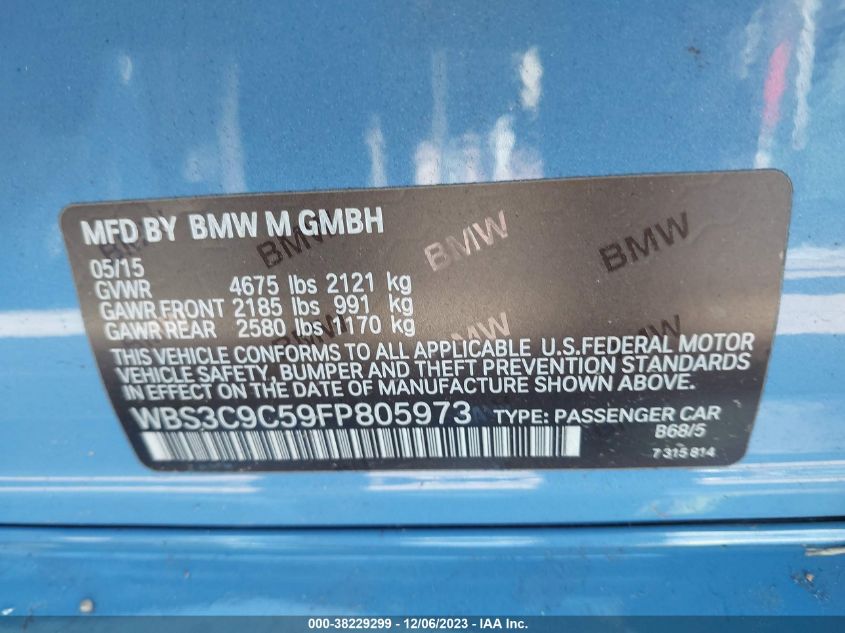 MFD BY BMW M GMBH
05/15
GVWR 4675 lbs 2121 kg
GAWR FRONT 2185 lbs 991 kg
GAWR REAR 2580 lbs 1170 kg
THIS VEHICLE CONFORMS TO ALL APPLICABLE U.S.FEDERAL MOTOR
VEHICLE SAFETY, BUMPER AND THEFT PREVENTION STANDARDS
IN EFFECT ON THE DATE OF MANUFACTURE SHOWN ABOVE.
WBS3C9C59FP805973 TYPE: PASSENGER CAR
B68/5
7 315 814
BMW
BMW
BMW
000-38229299 - 12/06/2023 - IAA Inc.